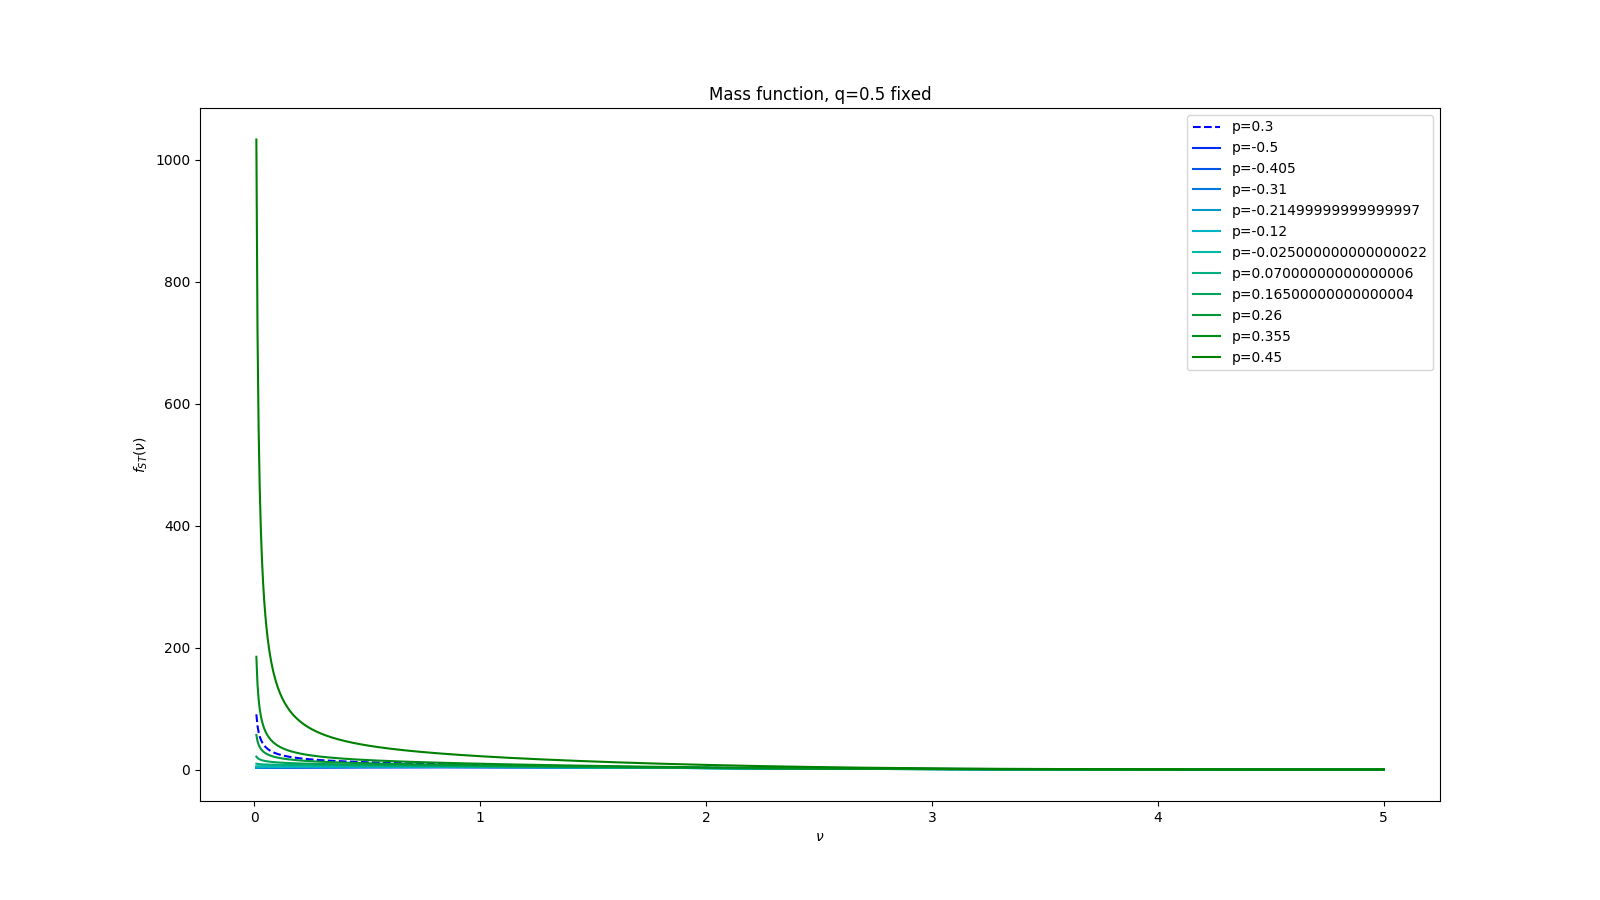 Mass function, q=0.5 fixed
p=0.3
p=-0.5
p=-0.405
p=-0.31
p=-0.21499999999999997
p=-0.12
p=-0.025000000000000022
p=0.07000000000000006
p=0.16500000000000004
p=0.26
p=0.355
p=0.45
1000
800
600
400
200
0
f_{ST}(ν)
0 1 2 3 4 5
ν